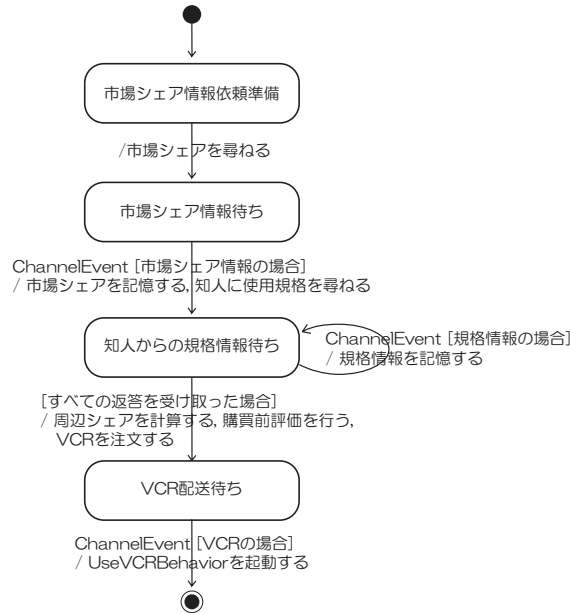 市場シェア情報依頼準備
/市場シェアを尋ねる
市場シェア情報待ち
ChannelEvent [市場シェア情報の場合]
/ 市場シェアを記憶する, 知人に使用規格を尋ねる
知人からの規格情報待ち
ChannelEvent [規格情報の場合]
/ 規格情報を記憶する
[すべての返答を受け取った場合]
/ 周辺シェアを計算する, 購買前評価を行う,
VCRを注文する
VCR配送待ち
ChannelEvent [VCRの場合]
/ UseVCRBehaviorを起動する